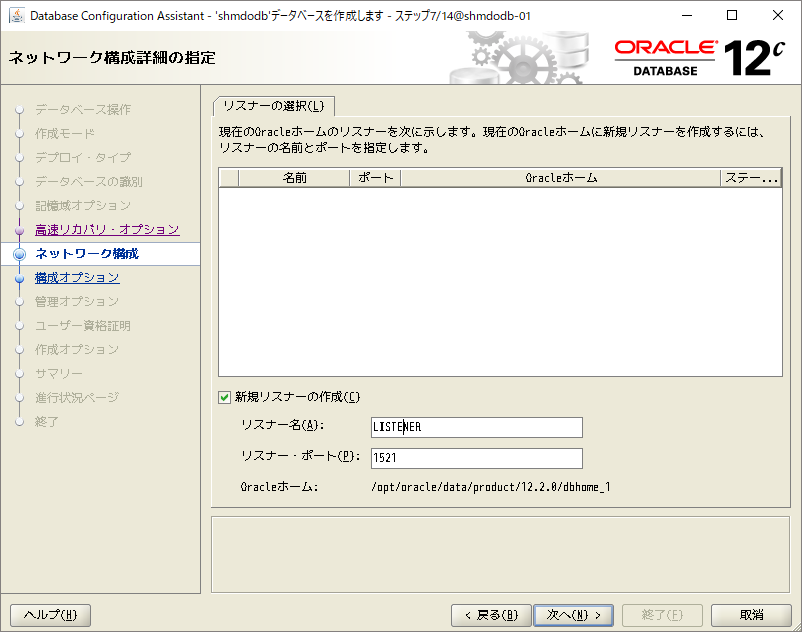 Database Configuration Assistant - 'shmdodb'データベースを作成します - ステップ7/14@shmdodb-01
ネットワーク構成詳細の指定
ORACLE
DATABASE
12c
データベース操作
作成モード
デプロイ・タイプ
データベースの識別
記憶域オプション
高速リカバリ・オプション
ネットワーク構成
構成オプション
管理オプション
ユーザー資格証明
作成オプション
サマリー
進行状況ページ
終了
リスナーの選択(L)
現在のOracleホームのリスナーを次に示します。現在のOracleホームに新規リスナーを作成するには、
リスナーの名前とポートを指定します。
名前 ポート Oracleホーム ステー...
新規リスナーの作成(C)
リスナー名(A): LISTENER
リスナー・ポート(P): 1521
Oracleホーム: /opt/oracle/data/product/12.2.0/dbhome_1
ヘルプ(H) < 戻る(B) 次へ(N) > 終了(F) 取消